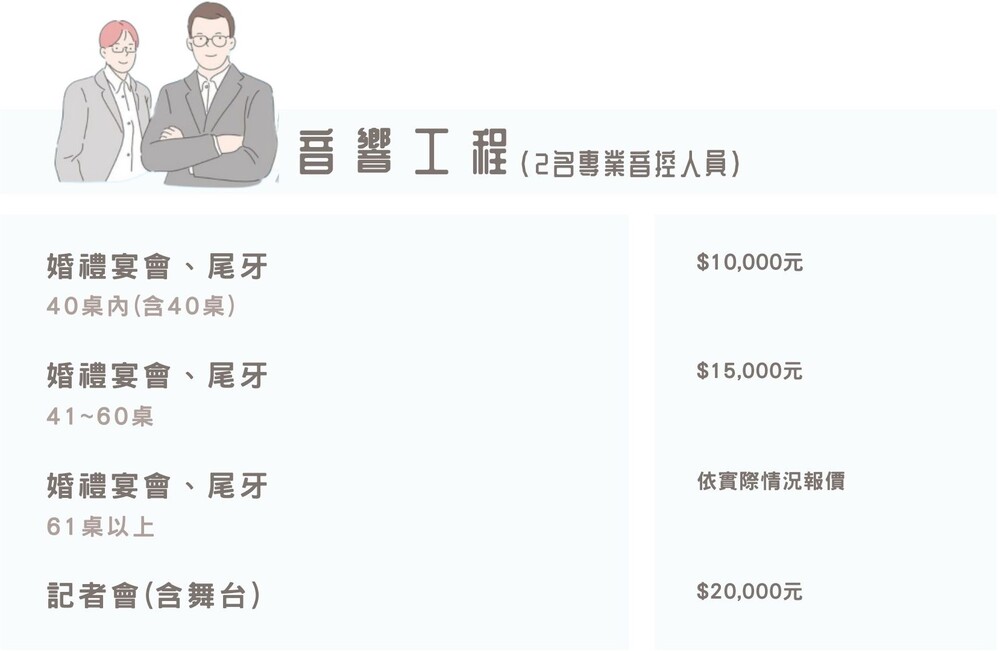 音響工程(2名專業音控人員)
婚禮宴會、尾牙
$10,000元
40桌內(含40桌)
婚禮宴會、尾牙
$15,000元
41~60桌
婚禮宴會、尾牙
依實際情況報價
61桌以上
記者會(含舞台)
$20,000元